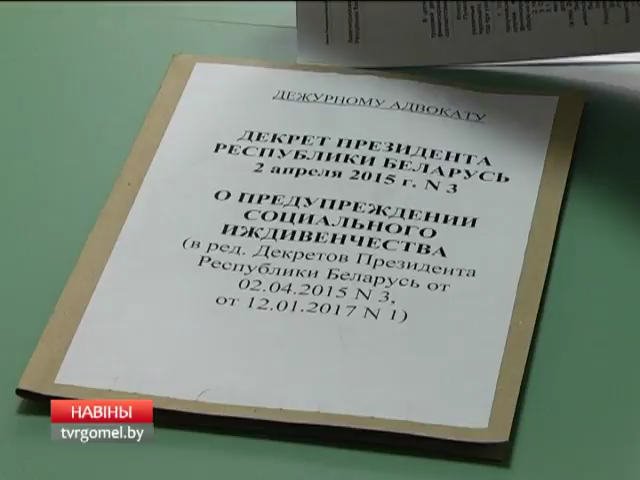 ДЕЖУРНОМУ АДВОКАТУ
ДЕКРЕТ ПРЕЗИДЕНТА
РЕСПУБЛИКИ БЕЛАРУСЬ
2 апреля 2015 г. N 3
О ПРЕДУПРЕЖДЕНИИ
СОЦИАЛЬНОГО
ИЖДИВЕНЧЕСТВА
(в ред. Декретов Президента
Республики Беларусь от
02.04.2015 N 3,
от 12.01.2017 N 1)
НАВІНЫ
tvrgomel.by